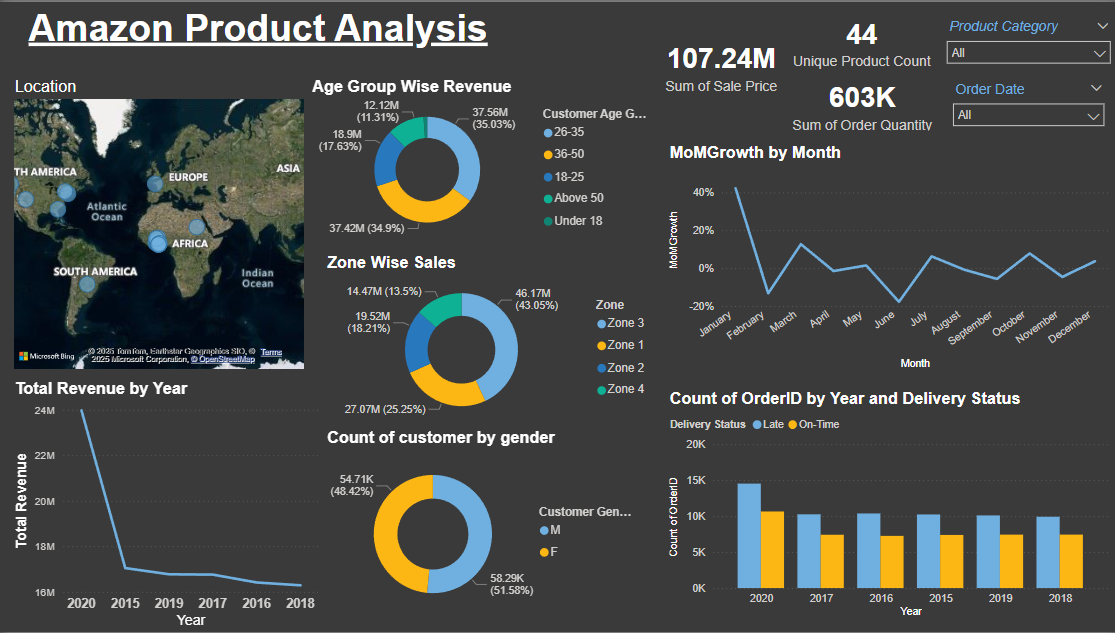 Amazon Product Analysis
107.24M
Sum of Sale Price
44
Unique Product Count
603K
Sum of Order Quantity
Product Category
All
Order Date
All
Location
TH AMERICA
EUROPE
ASIA
Atlantic
Ocean
AFRICA
SOUTH AMERICA
Indian
Ocean
Microsoft Bing
© 2025 TomTom, Earthstar Geographics SIO, ©
2025 Microsoft Corporation, © OpenStreetMap
Terms
Age Group Wise Revenue
12.12M
(11.31%)
37.56M
(35.03%)
18.9M
(17.63%)
37.42M (34.9%)
Customer Age G...
26-35
36-50
18-25
Above 50
Under 18
Zone Wise Sales
14.47M (13.5%)
46.17M
(43.05%)
19.52M
(18.21%)
27.07M (25.25%)
Zone
Zone 3
Zone 1
Zone 2
Zone 4
MoMGrowth by Month
MoMGrowth
40%
20%
0%
-20%
January
February
March
April
May
June
July
August
September
October
November
December
Month
Total Revenue by Year
Total Revenue
24M
22M
20M
18M
16M
2020 2015 2019 2017 2016 2018
Year
Count of customer by gender
54.71K
(48.42%)
58.29K
(51.58%)
Customer Gen...
M
F
Count of OrderID by Year and Delivery Status
Delivery Status Late On-Time
Count of OrderID
20K
15K
10K
5K
0K
2020 2017 2016 2015 2019 2018
Year